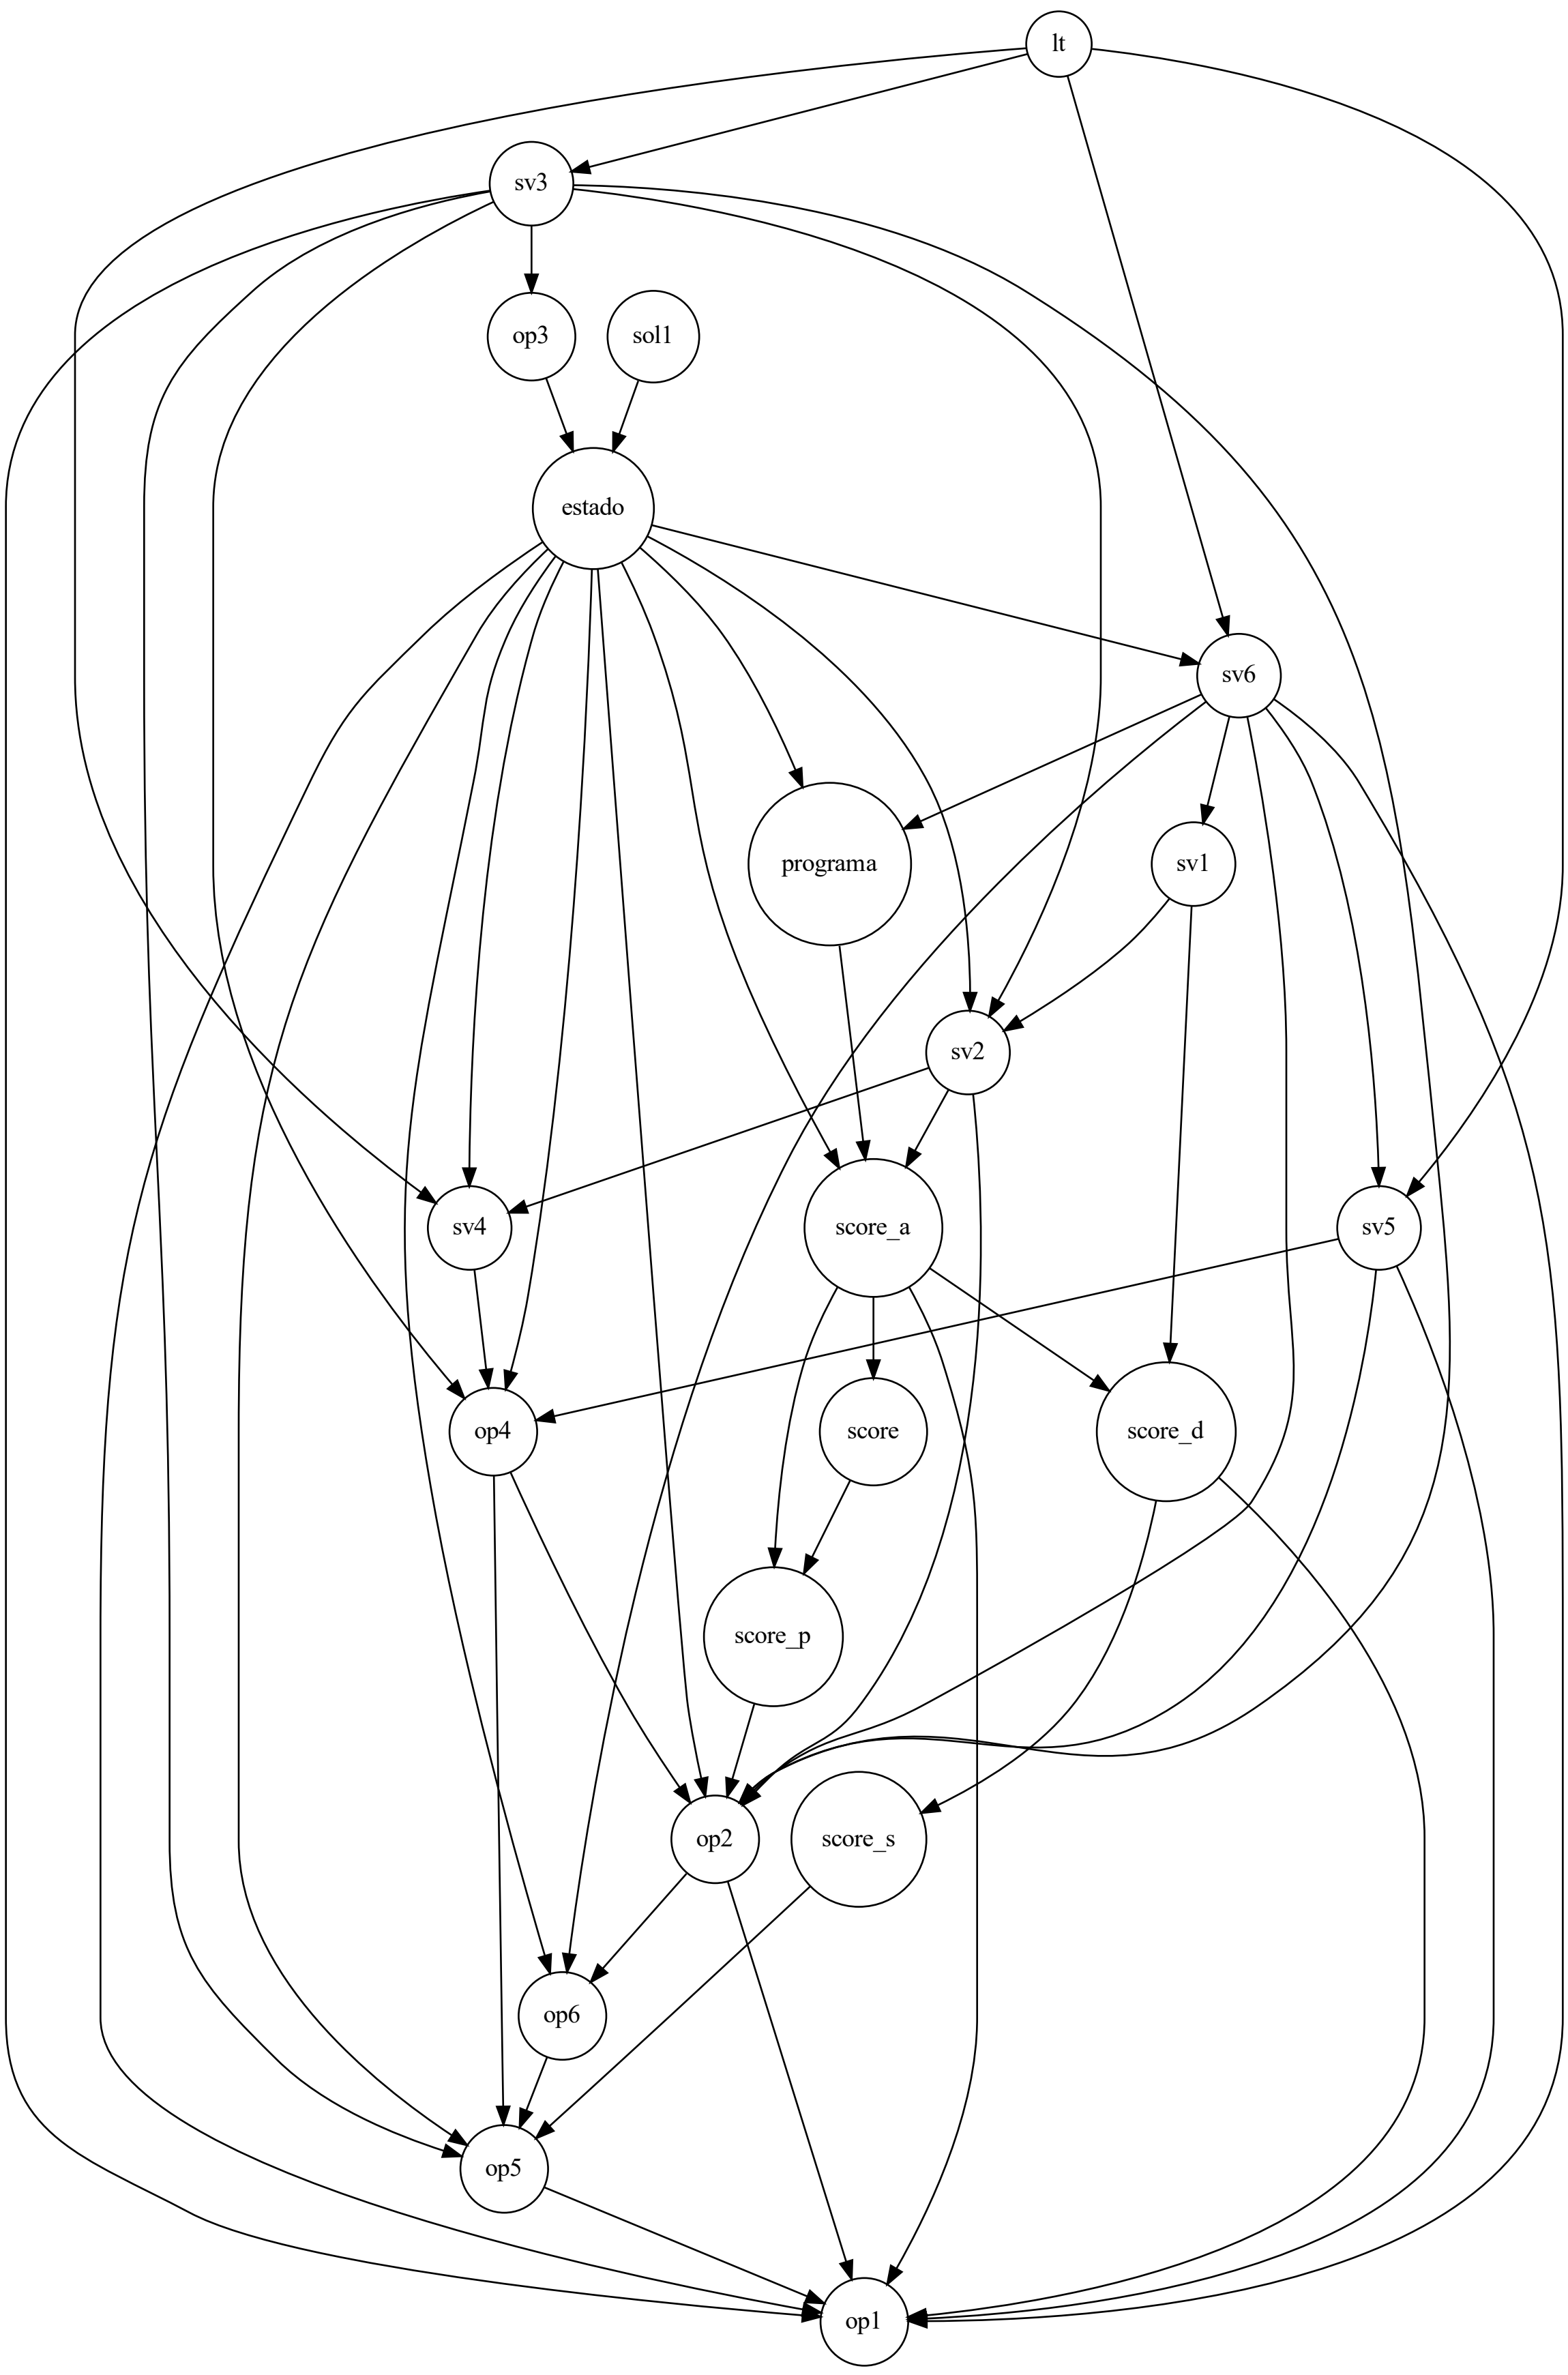 lt
sv3
op3
sol1
estado
sv6
programa
sv1
sv2
sv4
score_a
sv5
op4
score
score_d
score_p
op2
score_s
op6
op5
op1